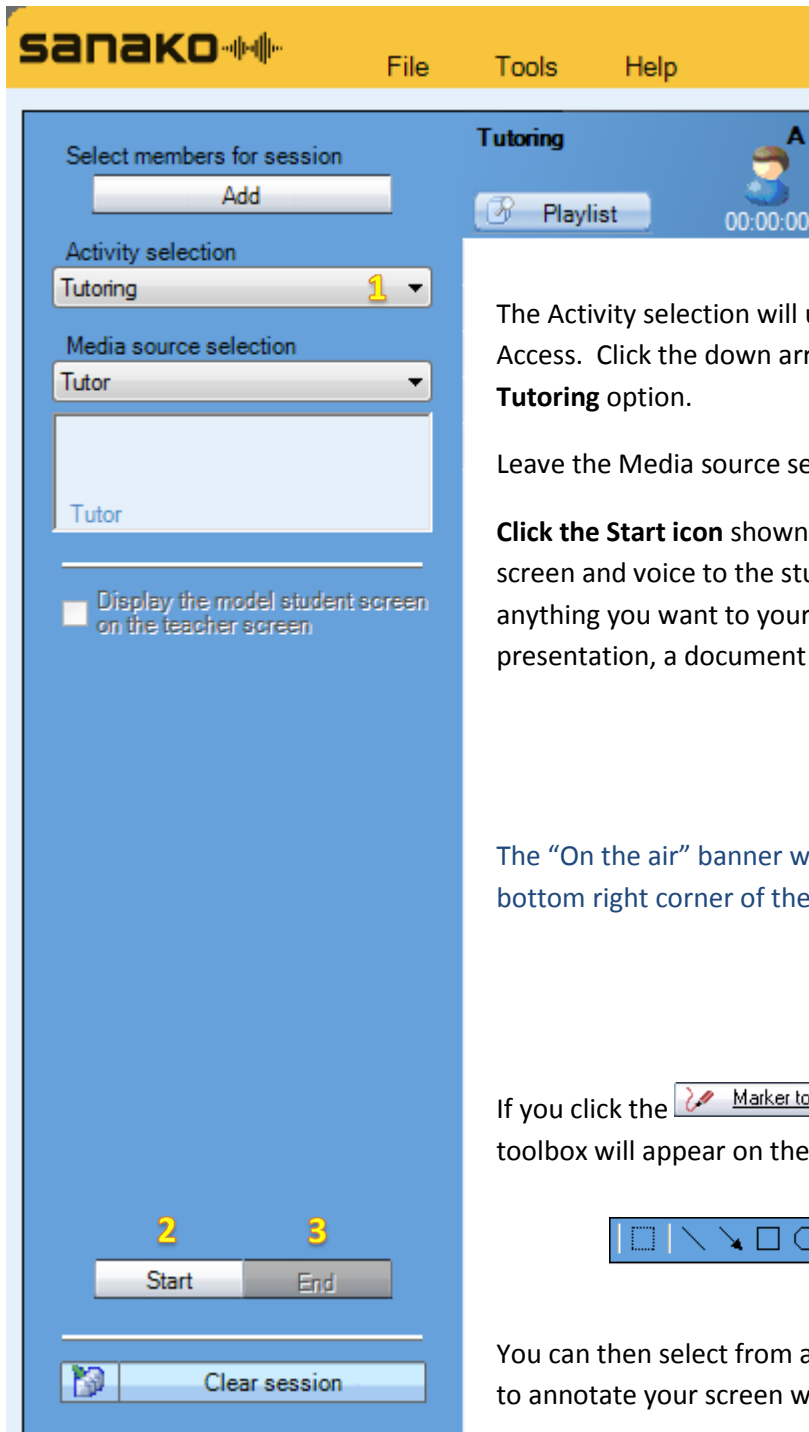 sanako
File Tools Help
Select members for session
Add
Activity selection
Tutoring 1
Media source selection
Tutor
Tutor
Display the model student screen
on the teacher screen
2 3
Start End
Clear session
Tutoring A
Playlist 00:00:00
The Activity selection will
Access. Click the down
Tutoring option.
Leave the Media source
Click the Start icon shown
screen and voice to the
anything you want to your
presentation, a document
The “On the air” banner
bottom right corner of the
If you click the Marker
toolbox will appear on the
You can then select from a
to annotate your screen